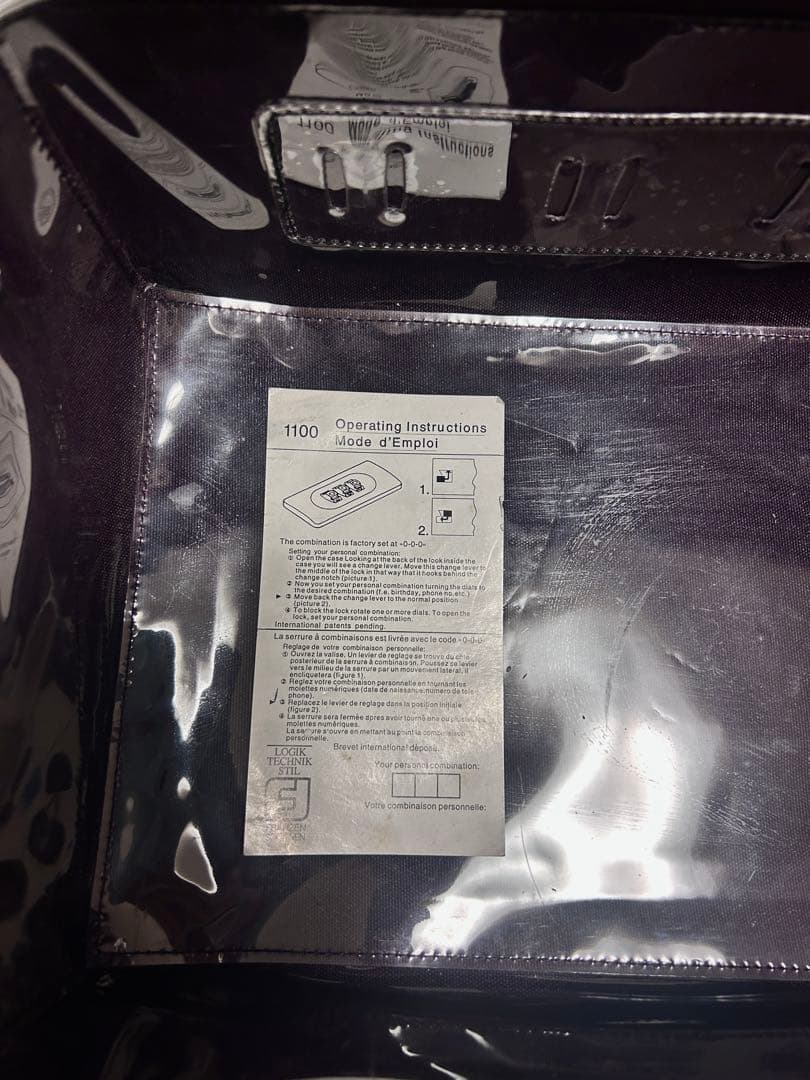 1100 Operating Instructions
Mode d'Emploi
1.
2.
The combination is factory set at -0-0-0-
Setting your personal combination:
① Open the case Looking at the back of the look inside the
case you will see a change lever. Move this change lever to
the middle of the lock in that way that it hooks behind the
change notch (picture 1).
② Now you set your personal combination turning the dials to
the desired combination (f.e. birthday, phone no. etc.)
► ③ Move back the change lever to the normal position
(picture 2).
④ To block the lock rotate one or more dials. To open the
lock, set your personal combination.
International patents pending.
La serrure à combinaisons est livrée avec le code -0-0-0-
Reglage de votre combinaison personnelle:
① Ouvrez la valise. Un levier de reglage se trouve du côté
posterieur de la serrure à combinaison. Poussez ce levier
vers le milieu de la serrure par un mouvement lateral, il
encliquetera (figure 1).
② Reglez votre combinaison personnelle en tournant les
molettes numériques (date de naissance, numero de télé-
phone).
③ Replacez le levier de reglage dans la position initiale
(figure 2).
④ La serrure sera fermée apres avoir tourné une ou plusieurs
molettes numériques.
La serrure s'ouvre en mettant au point la combinaison
personnelle.
Brevet international déposé.
LOGIK
TECHNIK
STIL
Your personal combination:
Votre combinaison personnelle: